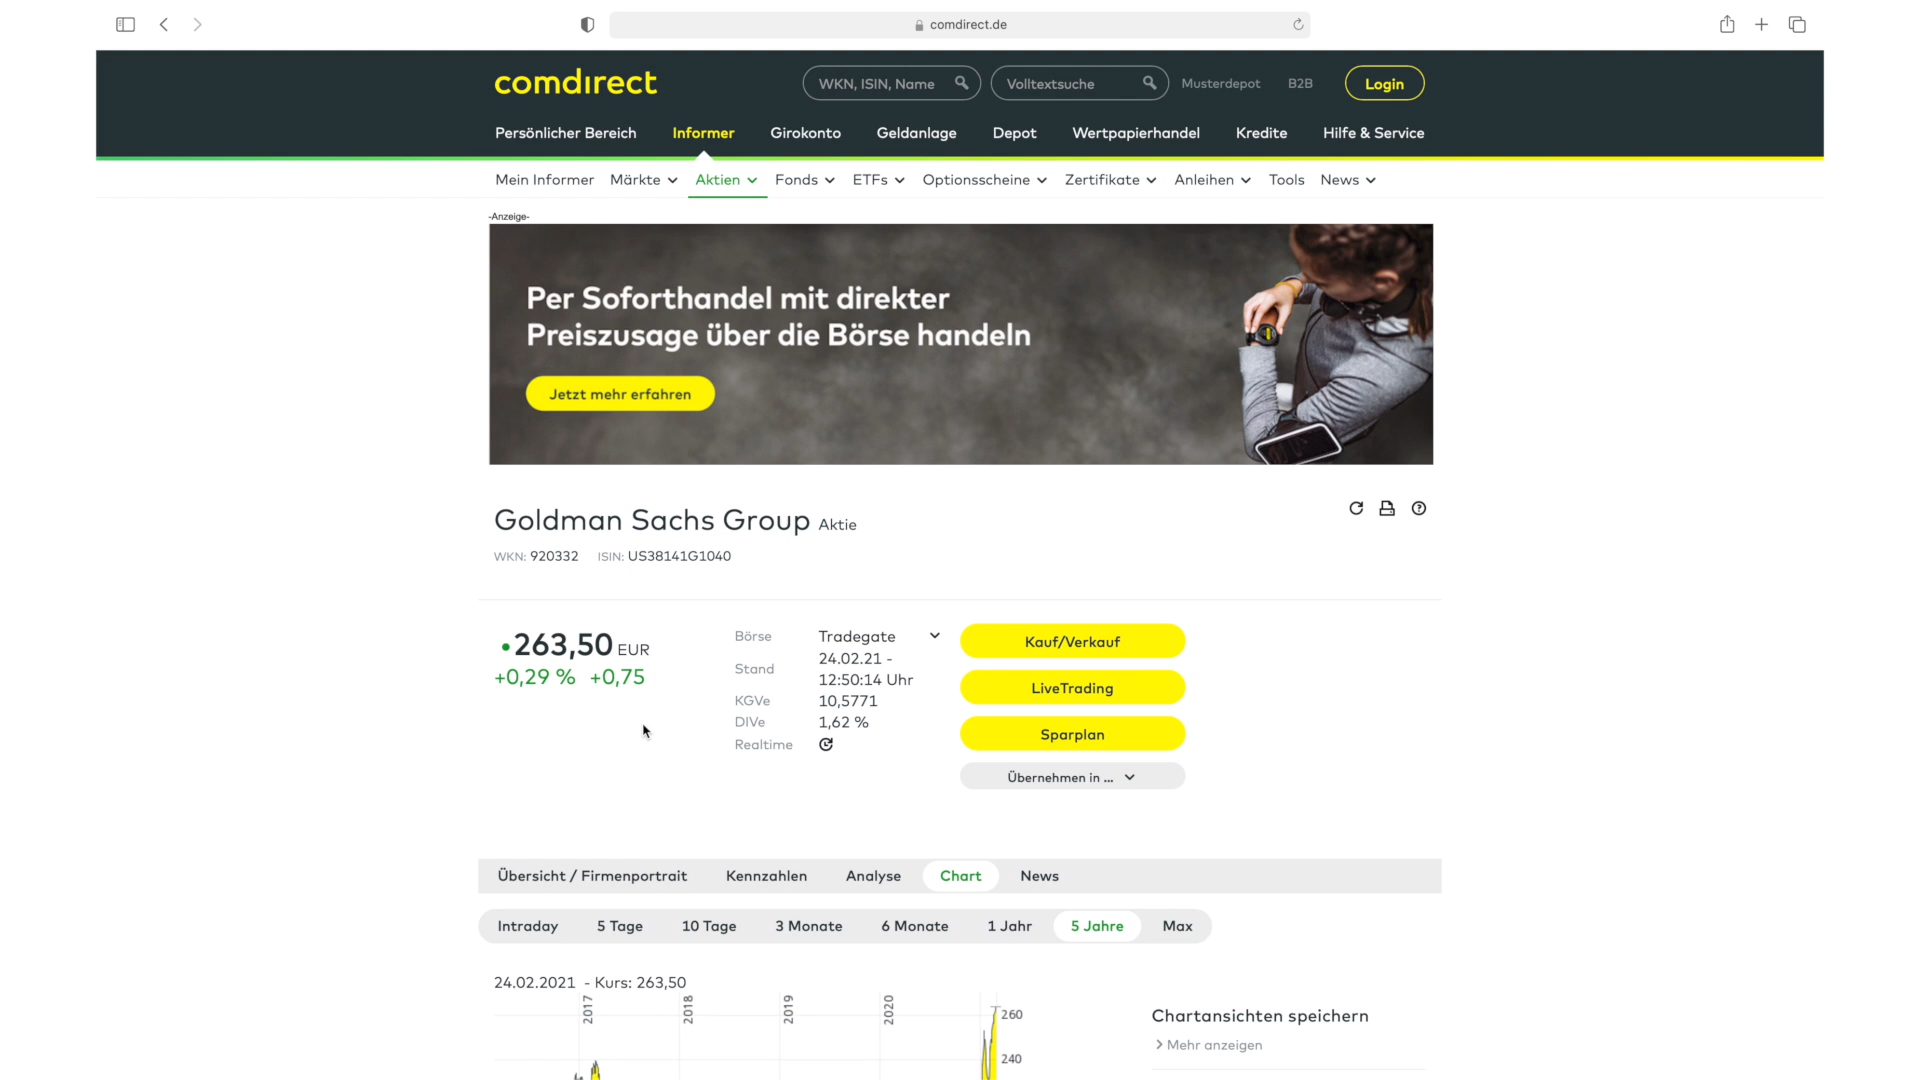 comdirect.de
comdirect
WKN, ISIN, Name
Volltextsuche
Musterdepot
B2B
Login
Persönlicher Bereich
Informer
Girokonto
Geldanlage
Depot
Wertpapierhandel
Kredite
Hilfe & Service
Mein Informer
Märkte
Aktien
Fonds
ETFs
Optionsscheine
Zertifikate
Anleihen
Tools
News
-Anzeige-
Per Soforthandel mit direkter
Preiszusage über die Börse handeln
Jetzt mehr erfahren
Goldman Sachs Group Aktie
WKN: 920332 ISIN: US38141G1040
263,50 EUR
+0,29 % +0,75
Börse Tradegate
Stand 24.02.21 -
12:50:14 Uhr
KGVe 10,5771
DIVe 1,62 %
Realtime
Kauf/Verkauf
LiveTrading
Sparplan
Übernehmen in ...
Übersicht / Firmenportrait
Kennzahlen
Analyse
Chart
News
Intraday
5 Tage
10 Tage
3 Monate
6 Monate
1 Jahr
5 Jahre
Max
24.02.2021 - Kurs: 263,50
2017
2018
2019
2020
260
240
Chartansichten speichern
Mehr anzeigen